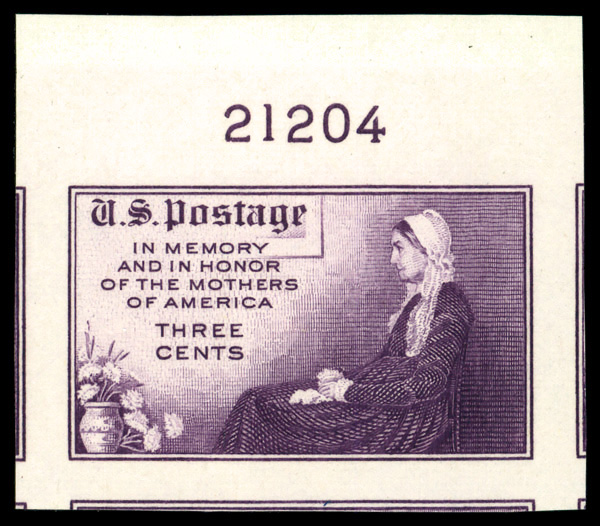 21204
U.S. Postage
IN MEMORY
AND IN HONOR
OF THE MOTHERS
OF AMERICA
THREE
CENTS